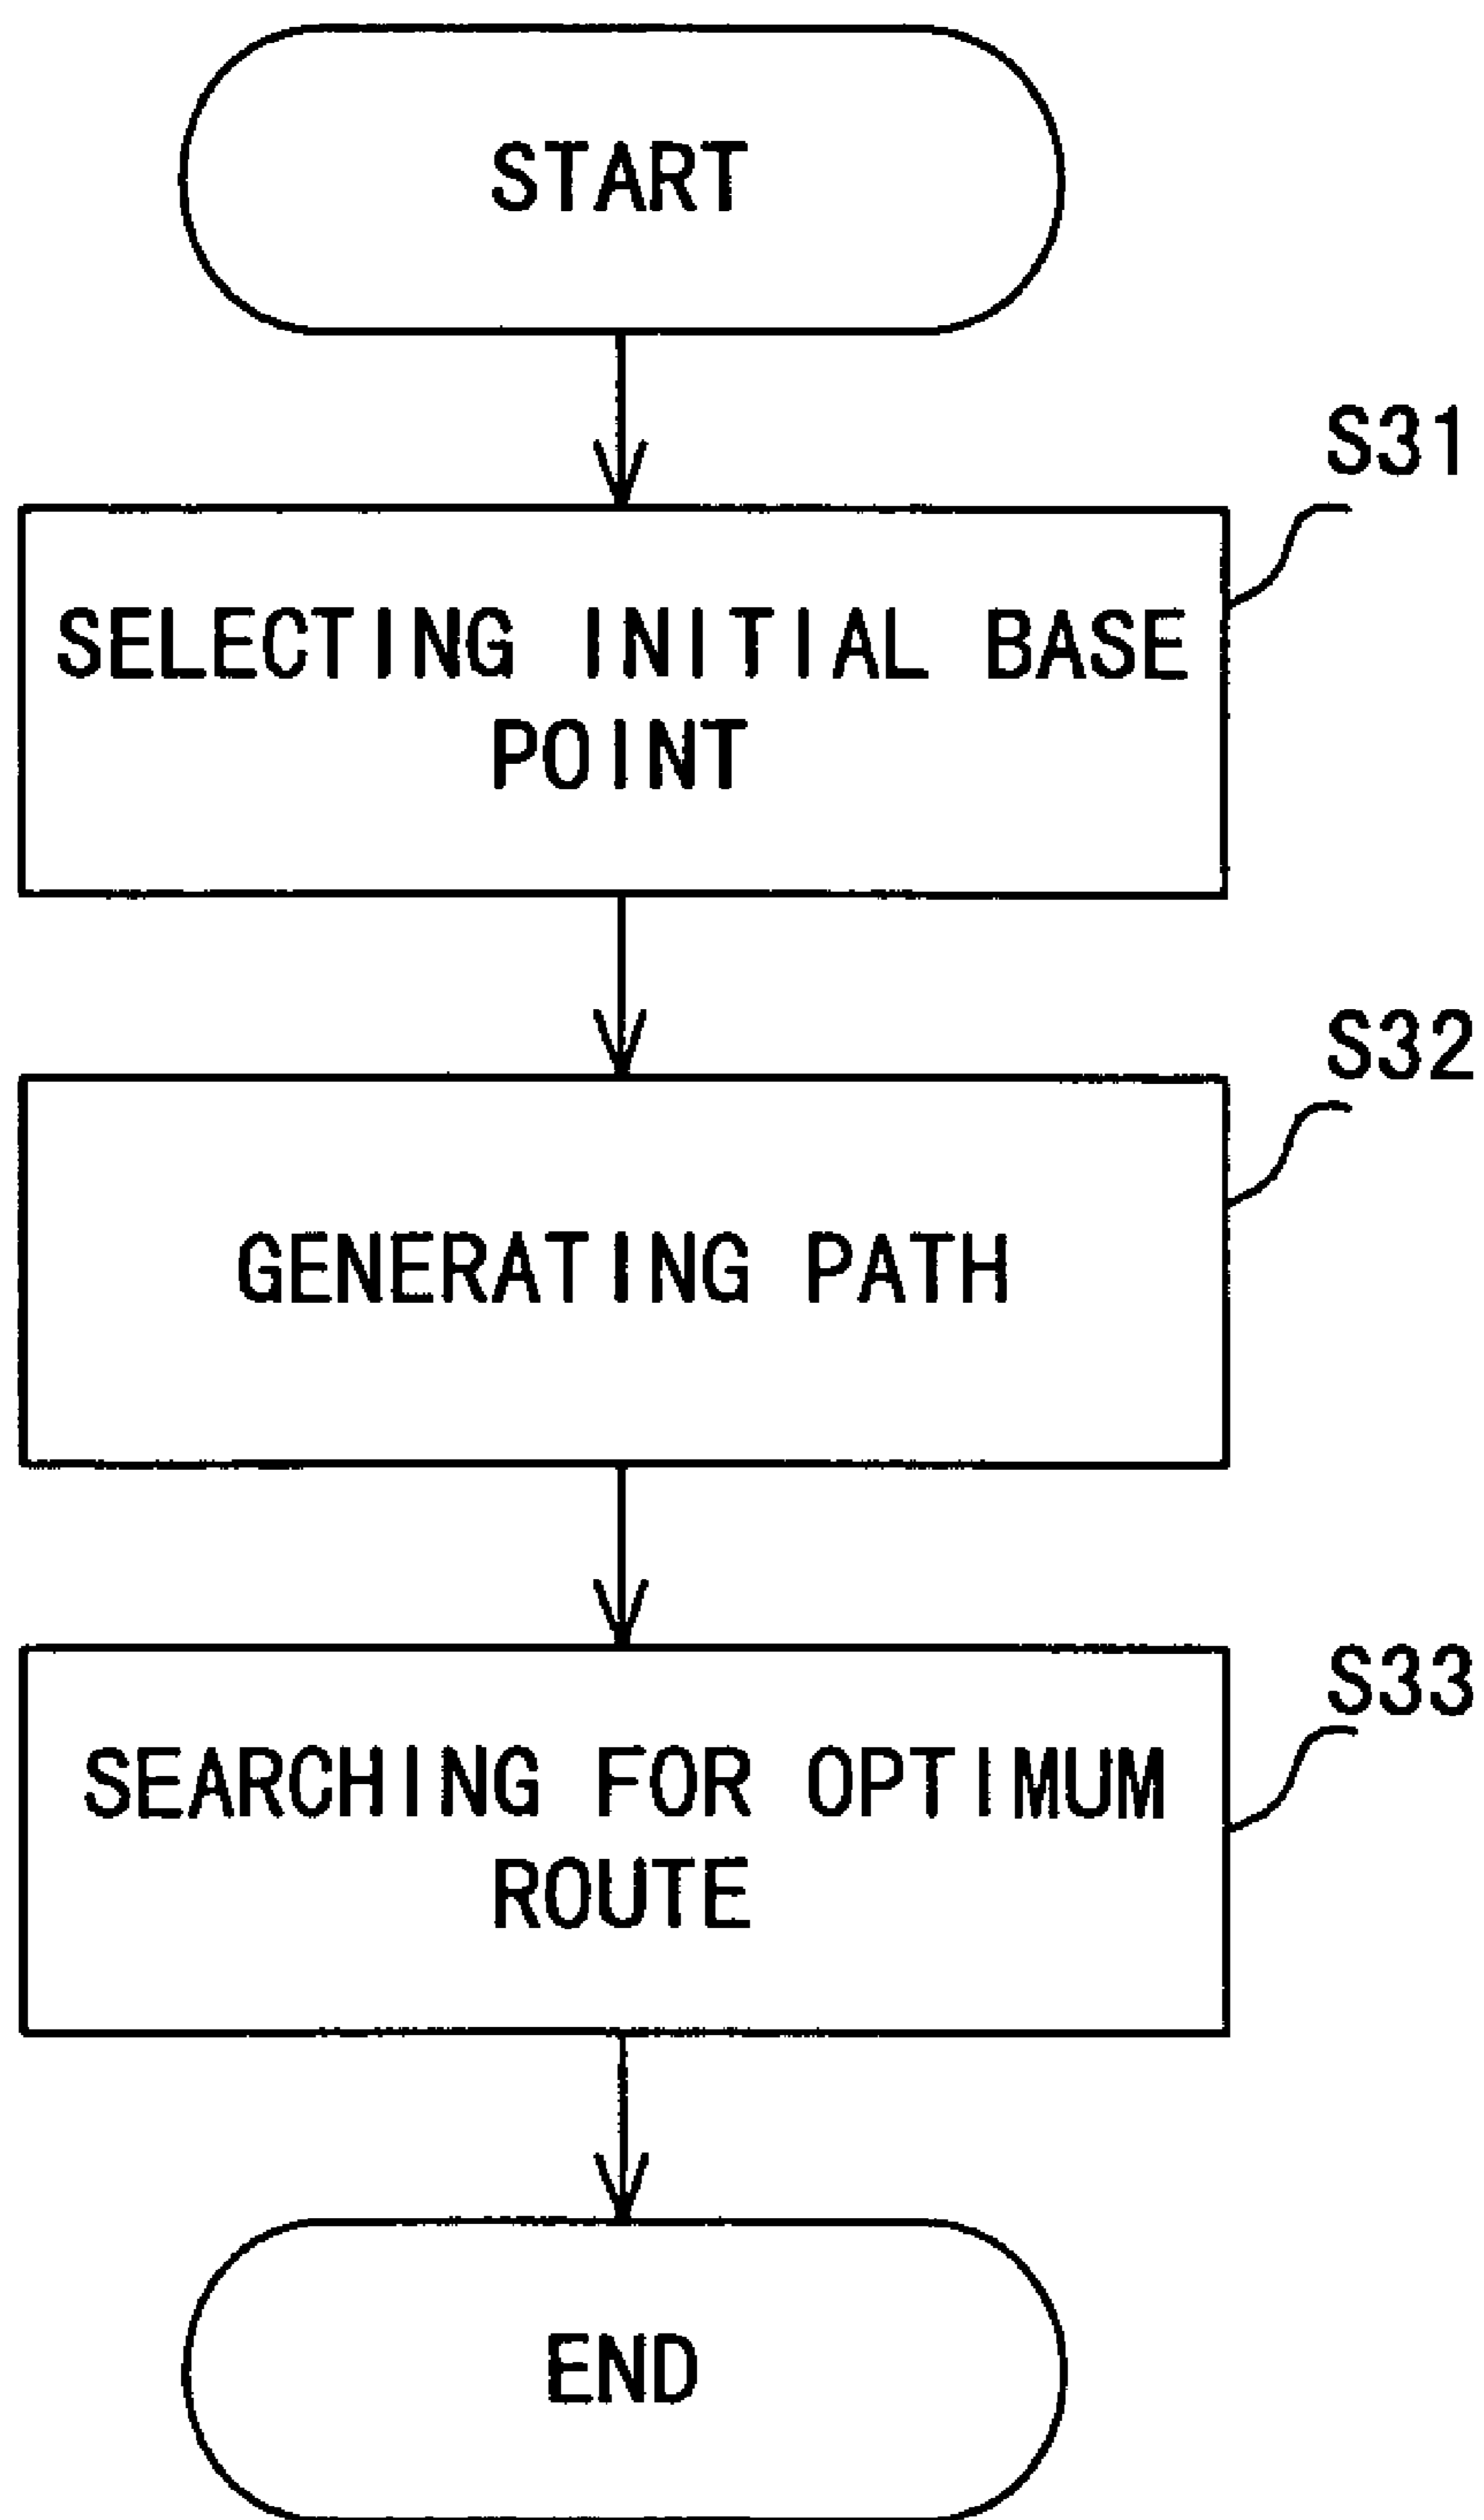 START
S31
SELECTING INITIAL BASE
POINT
S32
GENERATING PATH
S33
SEARCHING FOR OPTIMUM
ROUTE
END